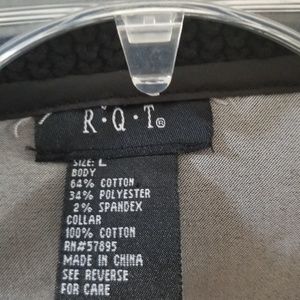 R·Q·T®
SIZE: L
BODY
64% COTTON
34% POLYESTER
2% SPANDEX
COLLAR
100% COTTON
RN#57895
MADE IN CHINA
SEE REVERSE
FOR CARE